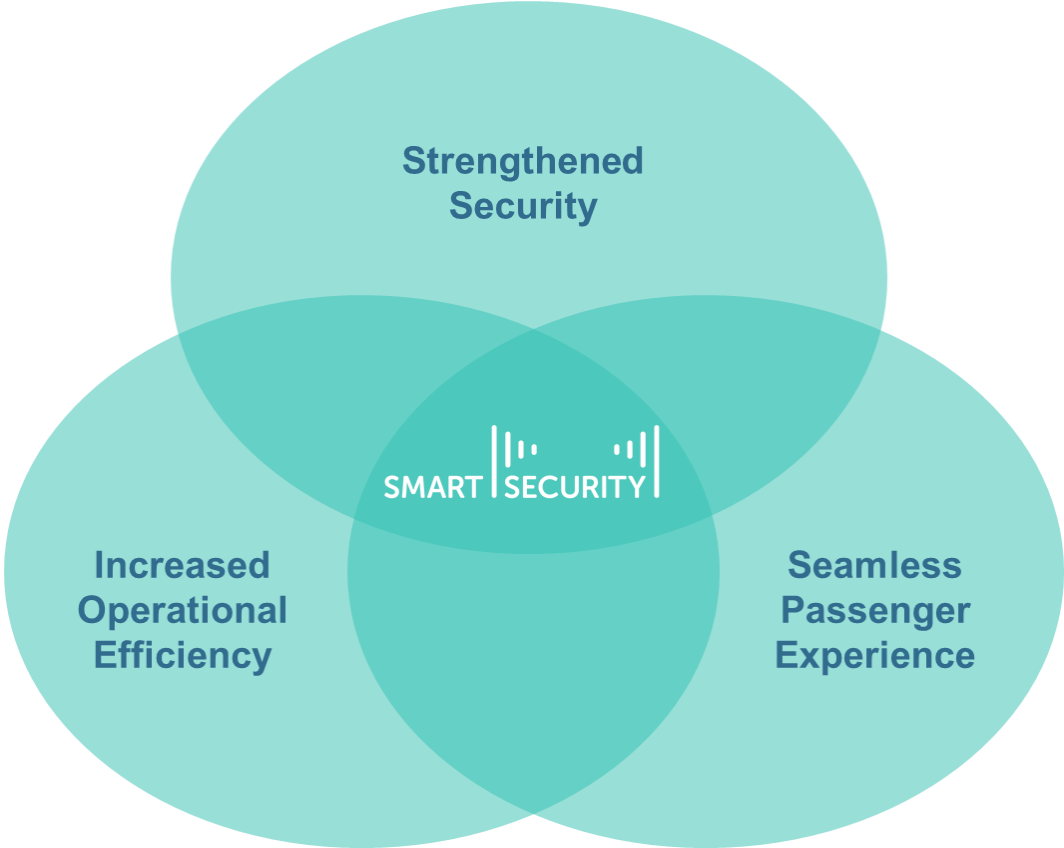 Strengthened
Security
SMART SECURITY
Increased
Operational
Efficiency
Seamless
Passenger
Experience